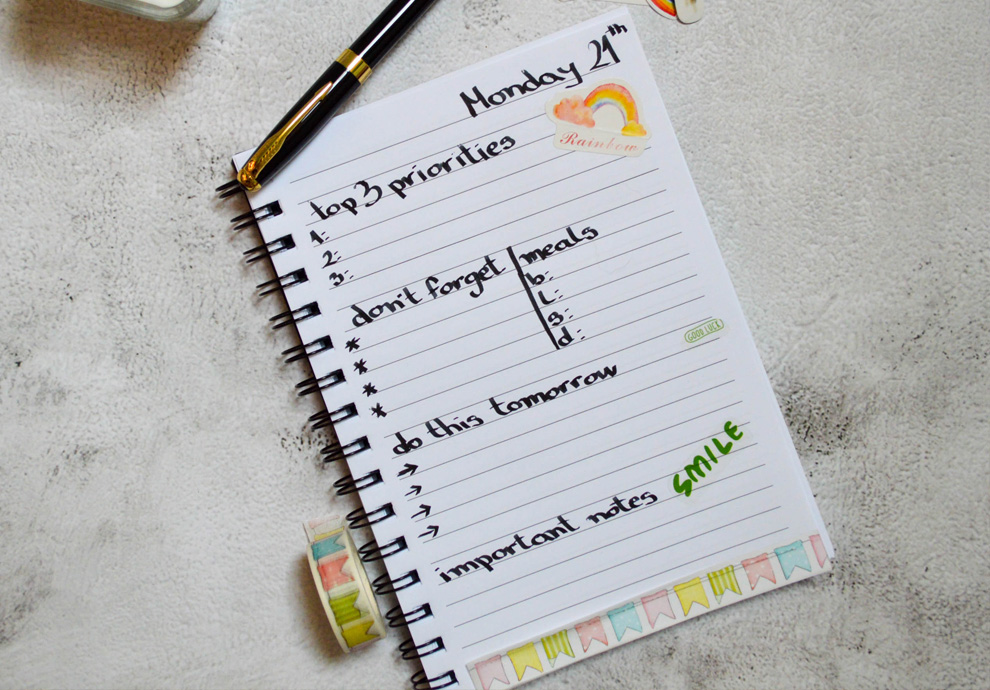 Monday 21th
Rainbow
top 3 priorities
1:
2:
3:
don't forget
*
*
*
*
meals
b:
L:
s:
d:
GOOD LUCK
do this tomorrow
→
→
→
→
SMILE
important notes